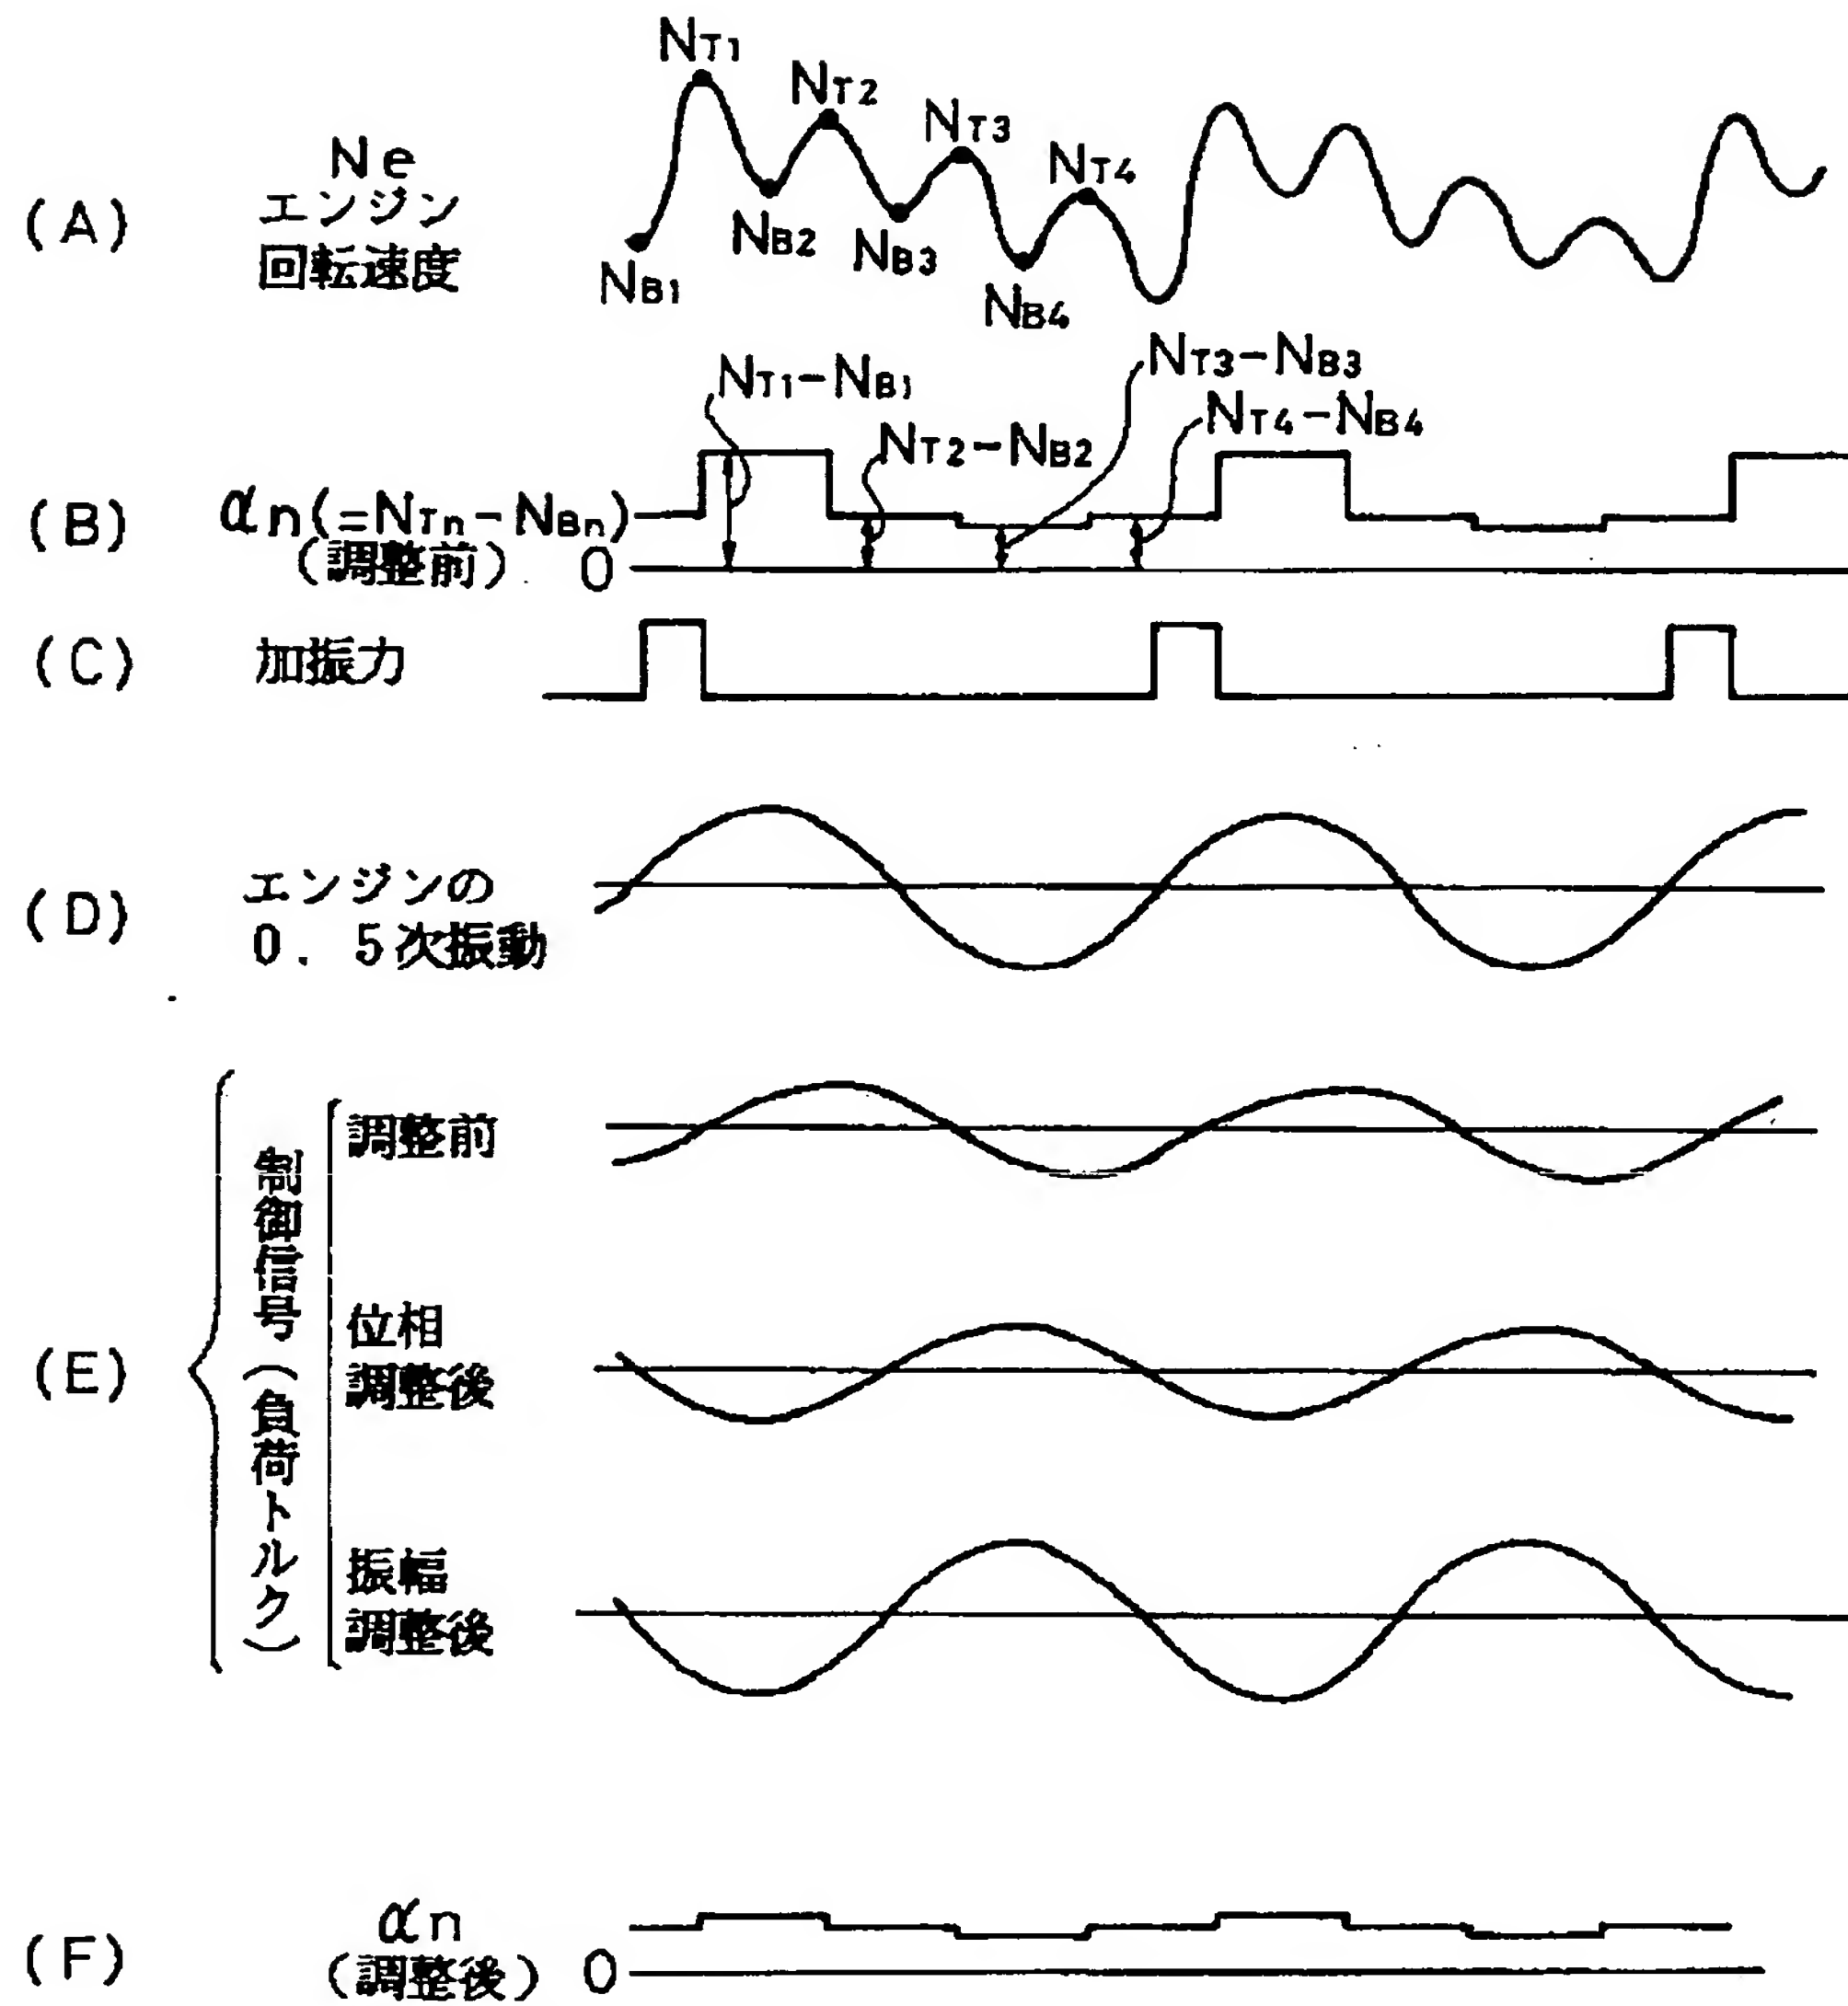 NT1
NT2
NT3
NT4
(A)
Ne
エンジン
回転速度
NB1
NB2
NB3
NB4
NT1-NB1
NT2-NB2
NT3-NB3
NT4-NB4
(B)
αn(=NTn-NBn)
(調整前)
0
(C)
加振力
(D)
エンジンの
0.5次振動
(E)
制御信号(負荷トルク)
調整前
位相
調整後
振幅
調整後
(F)
αn
(調整後)
0